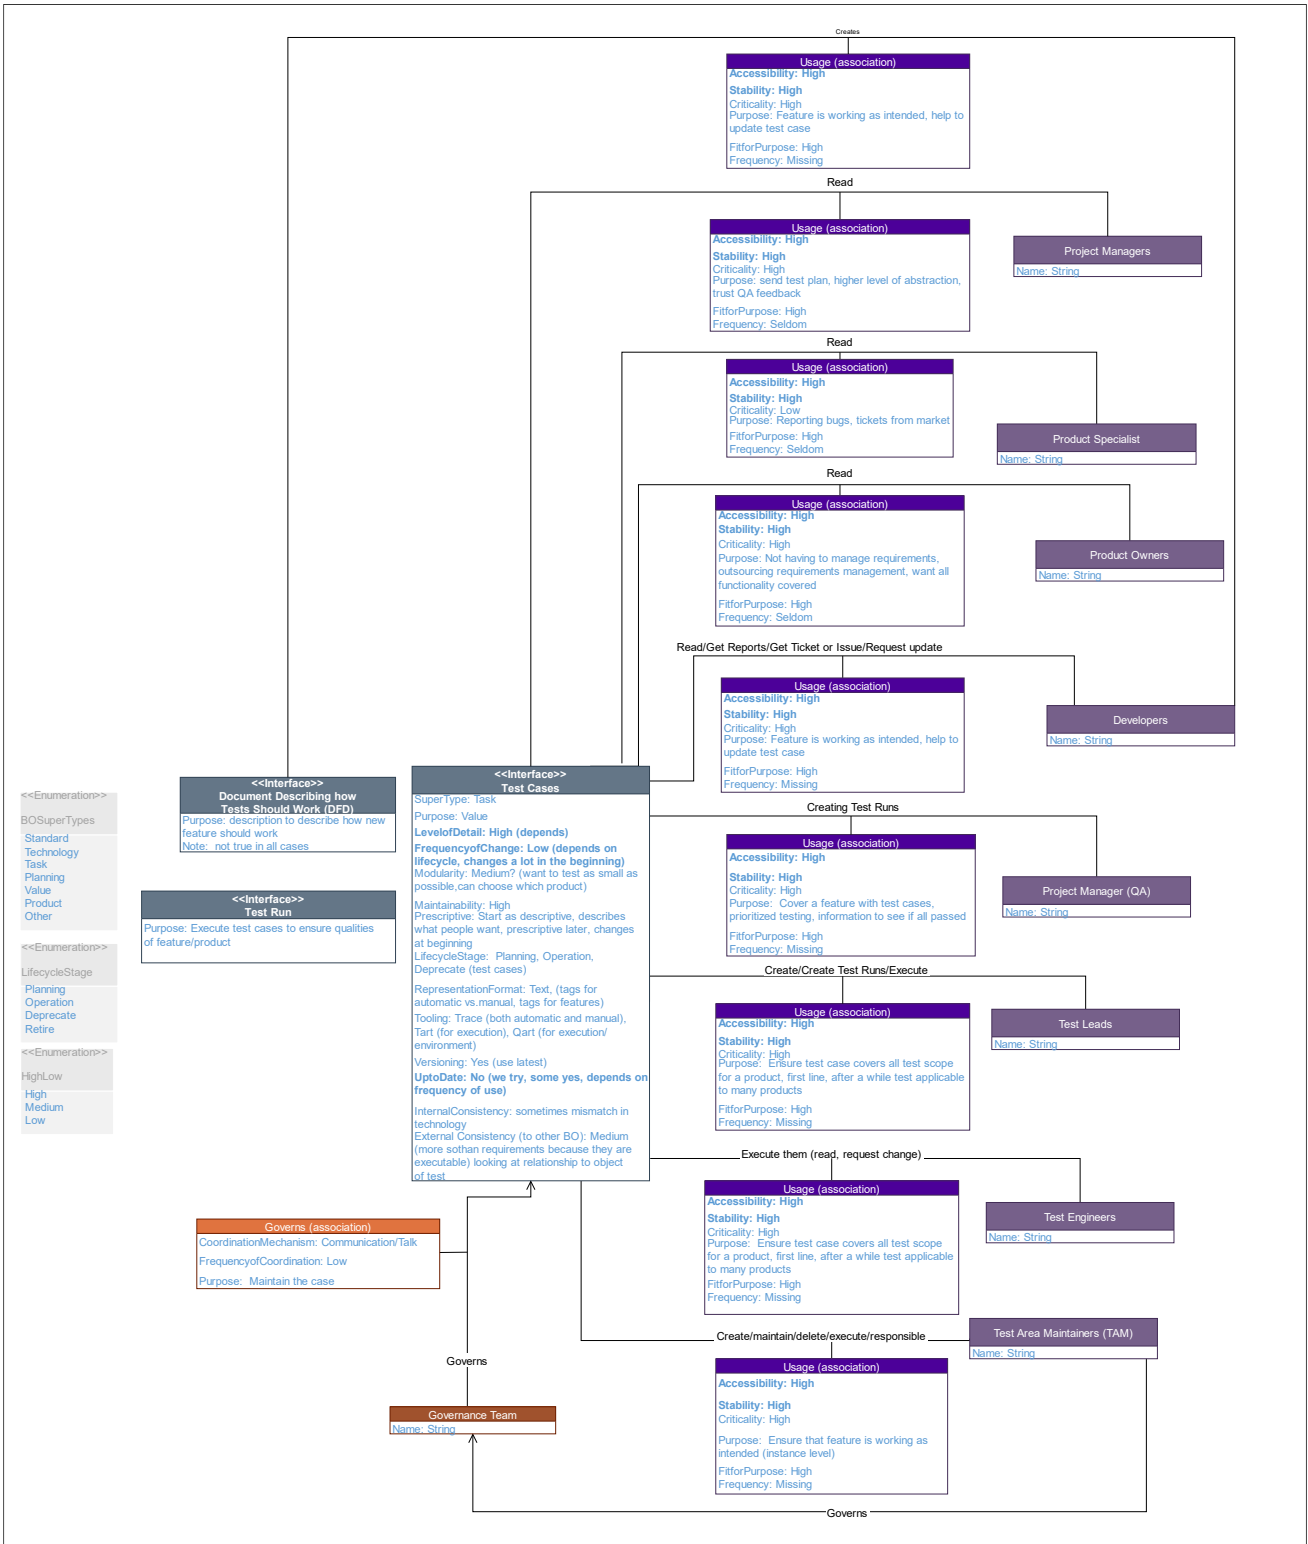 Creates
Usage (association)
Accessibility: High
Stability: High
Criticality: High
Purpose: Feature is working as intended, help to
update test case
FitforPurpose: High
Frequency: Missing
Read
Usage (association)
Accessibility: High
Stability: High
Criticality: High
Purpose: send test plan, higher level of abstraction,
trust QA feedback
FitforPurpose: High
Frequency: Seldom
Project Managers
Name: String
Read
Usage (association)
Accessibility: High
Stability: High
Criticality: Low
Purpose: Reporting bugs, tickets from market
FitforPurpose: High
Frequency: Seldom
Product Specialist
Name: String
Read
Usage (association)
Accessibility: High
Stability: High
Criticality: High
Purpose: Not having to manage requirements,
outsourcing requirements management, want all
functionality covered
FitforPurpose: High
Frequency: Seldom
Product Owners
Name: String
Read/Get Reports/Get Ticket or Issue/Request update
Usage (association)
Accessibility: High
Stability: High
Criticality: High
Purpose: Feature is working as intended, help to
update test case
FitforPurpose: High
Frequency: Missing
Developers
Name: String
<<Interface>>
Document Describing how
Tests Should Work (DFD)
Purpose: description to describe how new
feature should work
Note:  not true in all cases
<<Interface>>
Test Run
Purpose: Execute test cases to ensure qualities
of feature/product
<<Enumeration>>
BOSuperTypes
Standard
Technology
Task
Planning
Value
Product
Other
<<Enumeration>>
LifecycleStage
Planning
Operation
Deprecate
Retire
<<Enumeration>>
HighLow
High
Medium
Low
<<Interface>>
Test Cases
SuperType: Task
Purpose: Value
LevelofDetail: High (depends)
FrequencyofChange: Low (depends on
lifecycle, changes a lot in the beginning)
Modularity: Medium? (want to test as small as
possible,can choose which product)
Maintainability: High
Prescriptive: Start as descriptive, describes
what people want, prescriptive later, changes
at beginning
LifecycleStage:  Planning, Operation,
Deprecate (test cases)
RepresentationFormat: Text, (tags for
automatic vs.manual, tags for features)
Tooling: Trace (both automatic and manual),
Tart (for execution), Qart (for execution/
environment)
Versioning: Yes (use latest)
UptoDate: No (we try, some yes, depends on
frequency of use)
InternalConsistency: sometimes mismatch in
technology
External Consistency (to other BO): Medium
(more sothan requirements because they are
executable) looking at relationship to object
of test
Creating Test Runs
Usage (association)
Accessibility: High
Stability: High
Criticality: High
Purpose:  Cover a feature with test cases,
prioritized testing, information to see if all passed
FitforPurpose: High
Frequency: Missing
Project Manager (QA)
Name: String
Create/Create Test Runs/Execute
Usage (association)
Accessibility: High
Stability: High
Criticality: High
Purpose:  Ensure test case covers all test scope
for a product, first line, after a while test applicable
to many products
FitforPurpose: High
Frequency: Missing
Test Leads
Name: String
Execute them (read, request change)
Usage (association)
Accessibility: High
Stability: High
Criticality: High
Purpose:  Ensure test case covers all test scope
for a product, first line, after a while test applicable
to many products
FitforPurpose: High
Frequency: Missing
Test Engineers
Name: String
Governs (association)
CoordinationMechanism: Communication/Talk
FrequencyofCoordination: Low
Purpose:  Maintain the case
Create/maintain/delete/execute/responsible
Usage (association)
Accessibility: High
Stability: High
Criticality: High
Purpose:  Ensure that feature is working as
intended (instance level)
FitforPurpose: High
Frequency: Missing
Test Area Maintainers (TAM)
Name: String
Governs
Governance Team
Name: String
Governs